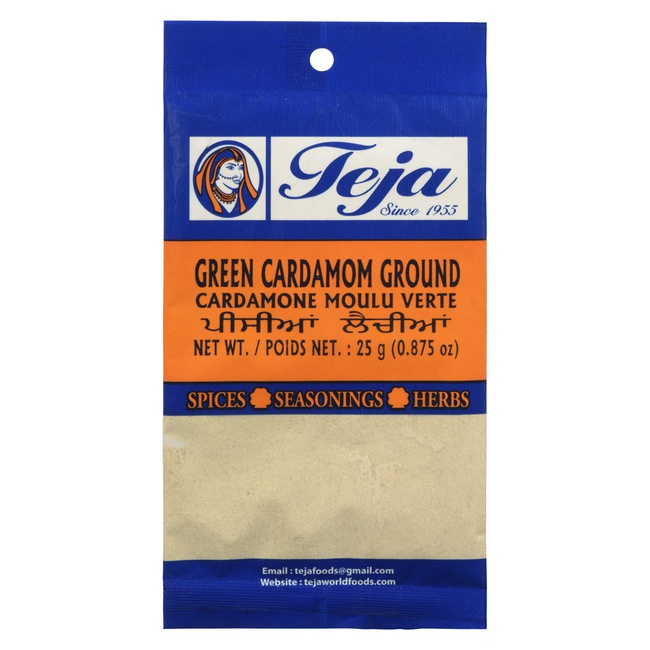 Teja
Since 1955
GREEN CARDAMOM GROUND
CARDAMONE MOULU VERTE
ਪੀਸੀਆਂ ਲੈਚੀਆਂ
NET WT. / POIDS NET. : 25 g (0.875 oz)
SPICES SEASONINGS HERBS
Email : tejafoods@gmail.com
Website : tejaworldfoods.com